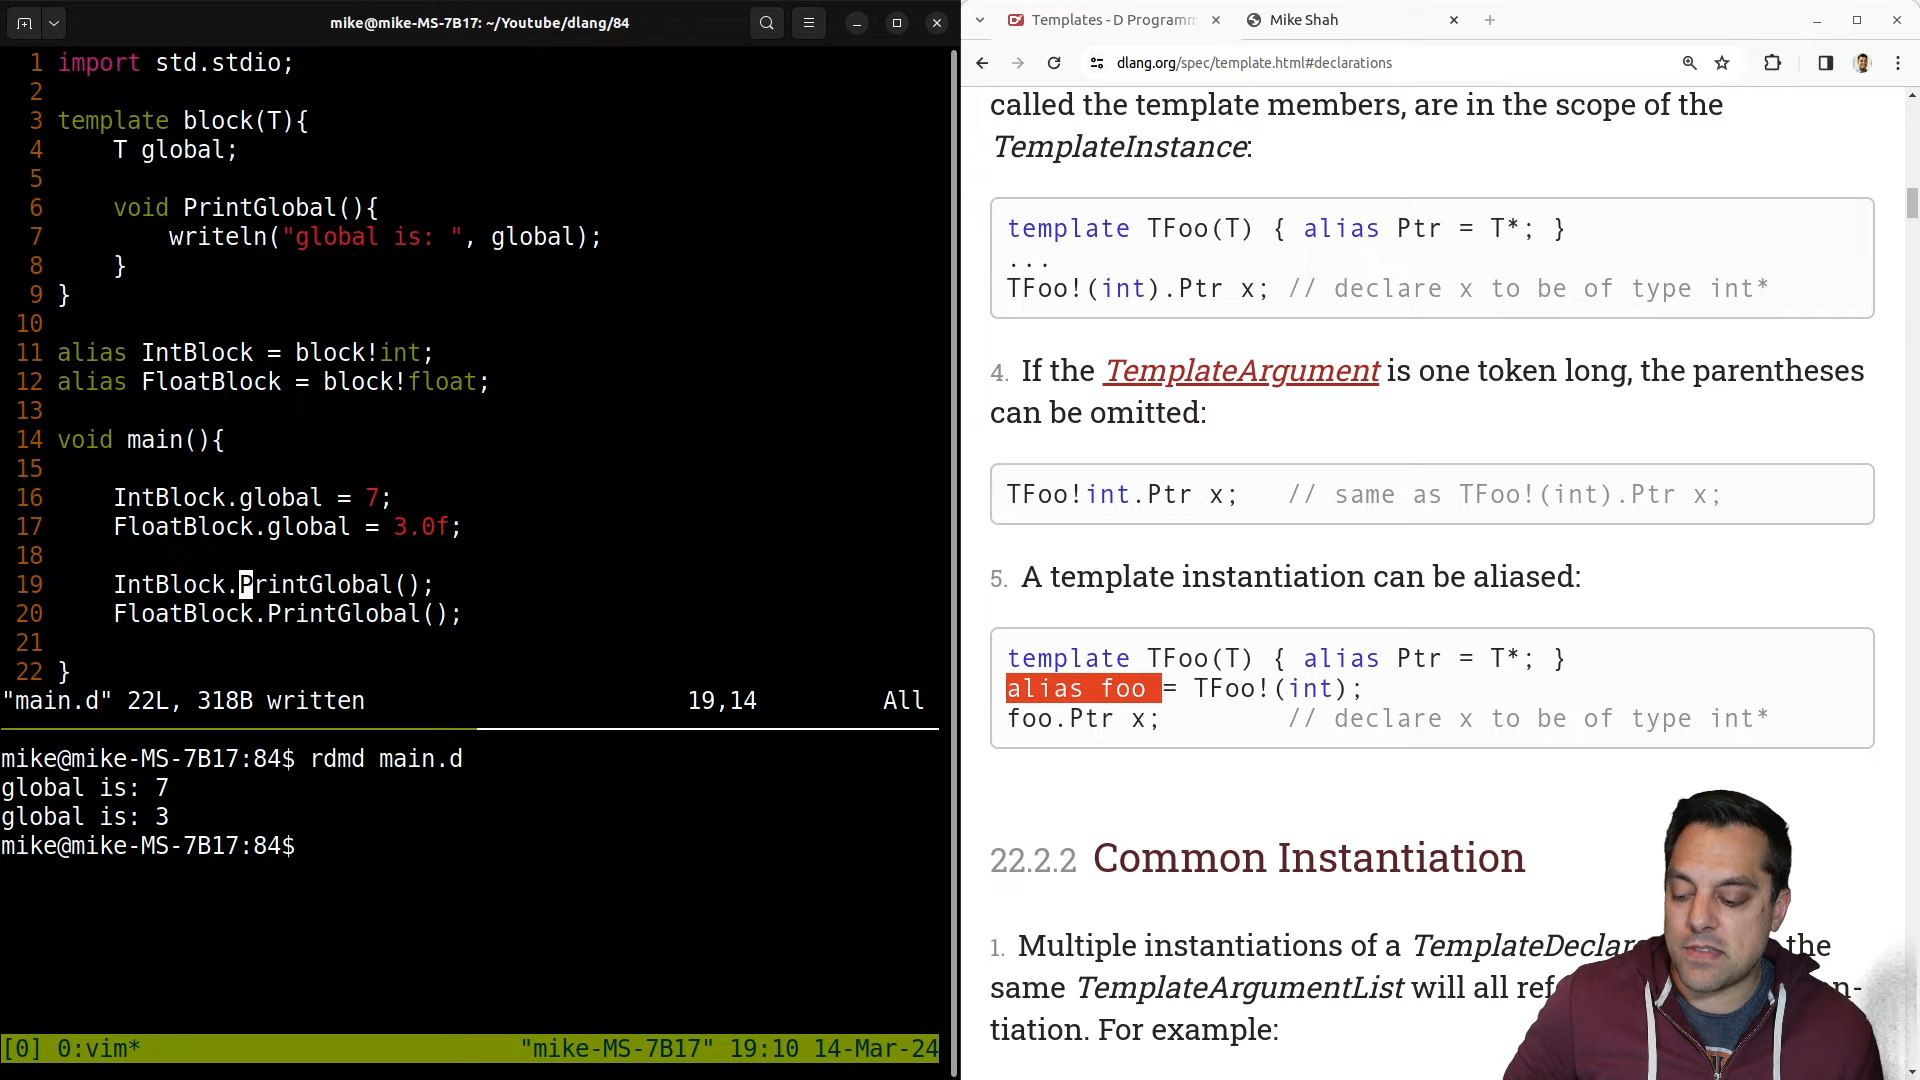 mike@mike-MS-7B17: ~/Youtube/dlang/84
1 import std.stdio;
2
3 template block(T){
4     T global;
5
6     void PrintGlobal(){
7         writeln("global is: ", global);
8     }
9 }
10
11 alias IntBlock = block!int;
12 alias FloatBlock = block!float;
13
14 void main(){
15
16     IntBlock.global = 7;
17     FloatBlock.global = 3.0f;
18
19     IntBlock.PrintGlobal();
20     FloatBlock.PrintGlobal();
21
22 }
"main.d" 22L, 318B written 19,14 All
mike@mike-MS-7B17:84$ rdmd main.d
global is: 7
global is: 3
mike@mike-MS-7B17:84$
[0] 0:vim* "mike-MS-7B17" 19:10 14-Mar-24
Templates - D Programm
Mike Shah
dlang.org/spec/template.html#declarations
called the template members, are in the scope of the
TemplateInstance:
template TFoo(T) { alias Ptr = T*; }
...
TFoo!(int).Ptr x; // declare x to be of type int*
4. If the TemplateArgument is one token long, the parentheses
can be omitted:
TFoo!int.Ptr x;   // same as TFoo!(int).Ptr x;
5. A template instantiation can be aliased:
template TFoo(T) { alias Ptr = T*; }
alias foo = TFoo!(int);
foo.Ptr x;        // declare x to be of type int*
22.2.2 Common Instantiation
1. Multiple instantiations of a TemplateDeclar the
same TemplateArgumentList will all ref n-
tiation. For example: